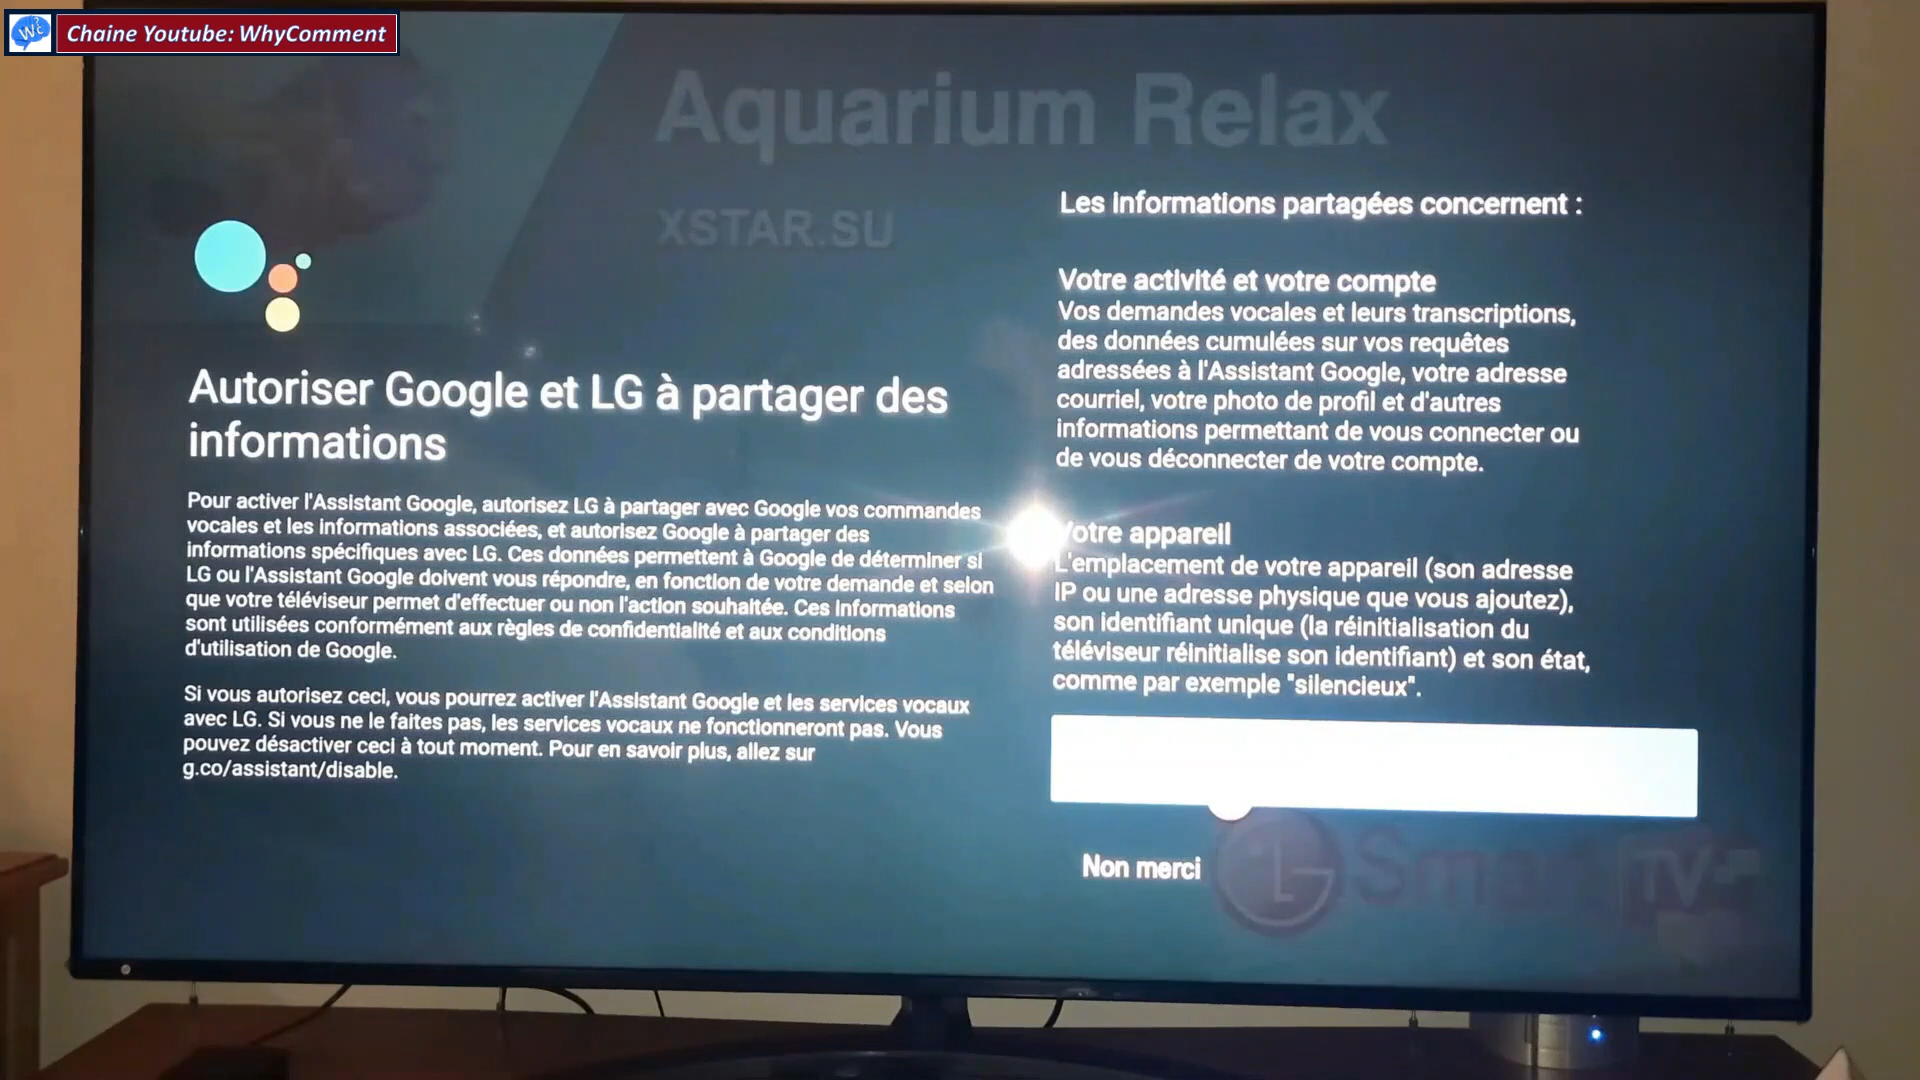 Chaine Youtube: WhyComment
Aquarium Relax
XSTAR.SU
Autoriser Google et LG à partager des
informations
Pour activer l'Assistant Google, autorisez LG à partager avec Google vos commandes
vocales et les informations associées, et autorisez Google à partager des
informations spécifiques avec LG. Ces données permettent à Google de déterminer si
LG ou l'Assistant Google doivent vous répondre, en fonction de votre demande et selon
que votre téléviseur permet d'effectuer ou non l'action souhaitée. Ces informations
sont utilisées conformément aux règles de confidentialité et aux conditions
d'utilisation de Google.
Si vous autorisez ceci, vous pourrez activer l'Assistant Google et les services vocaux
avec LG. Si vous ne le faites pas, les services vocaux ne fonctionneront pas. Vous
pouvez désactiver ceci à tout moment. Pour en savoir plus, allez sur
g.co/assistant/disable.
Les informations partagées concernent :
Votre activité et votre compte
Vos demandes vocales et leurs transcriptions,
des données cumulées sur vos requêtes
adressées à l'Assistant Google, votre adresse
courriel, votre photo de profil et d'autres
informations permettant de vous connecter ou
de vous déconnecter de votre compte.
Votre appareil
L'emplacement de votre appareil (son adresse
IP ou une adresse physique que vous ajoutez),
son identifiant unique (la réinitialisation du
téléviseur réinitialise son identifiant) et son état,
comme par exemple "silencieux".
Non merci
LG Smart TV